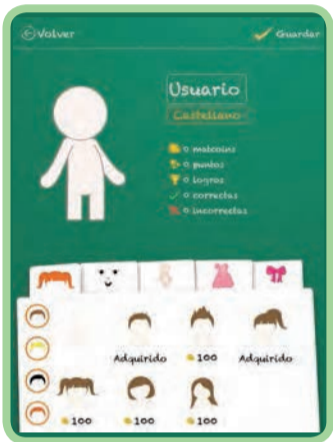 Volver
Guardar
Usuario
Castellano
0 matcoins
0 puntos
0 logros
0 correctas
0 incorrectas
Adquirido 100 Adquirido
100 100 100